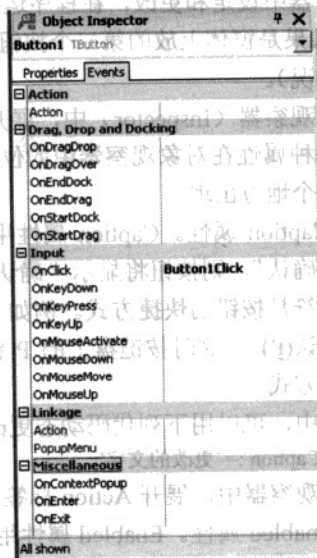 Object Inspector
Button1 TButton
Properties Events
Action
Action
Drag, Drop and Docking
OnDragDrop
OnDragOver
OnEndDock
OnEndDrag
OnStartDock
OnStartDrag
Input
OnClick Button1Click
OnKeyDown
OnKeyPress
OnKeyUp
OnMouseActivate
OnMouseDown
OnMouseMove
OnMouseUp
Linkage
Action
PopupMenu
Miscellaneous
OnContextPopup
OnEnter
OnExit
All shown